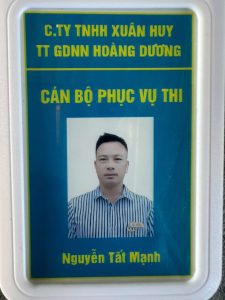 C.TY TNHH XUÂN HUY
TT GDNN HOÀNG DƯƠNG
CÁN BỘ PHỤC VỤ THI
Nguyễn Tất Mạnh